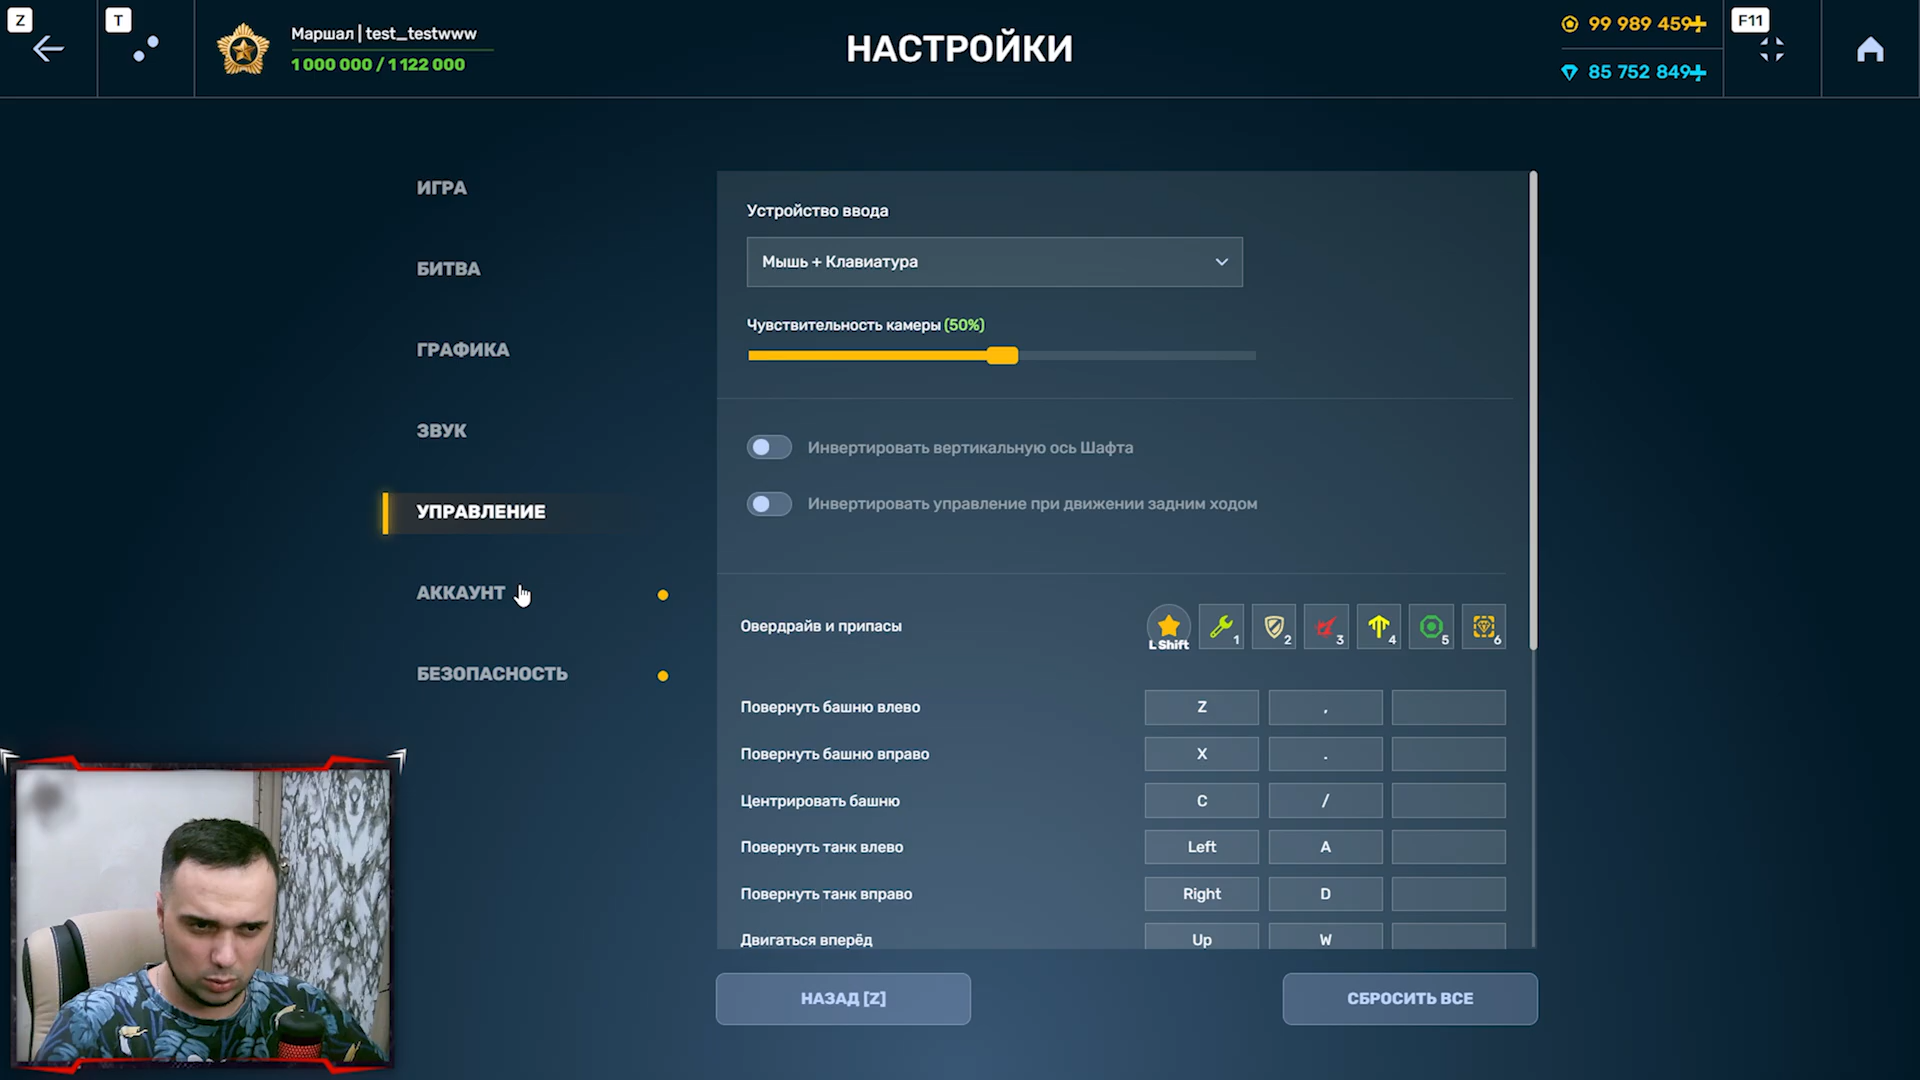 Z
T
Маршал | test_testwww
1 000 000 / 1 122 000
НАСТРОЙКИ
99 989 459+
85 752 849+
F11
ИГРА
БИТВА
ГРАФИКА
ЗВУК
УПРАВЛЕНИЕ
АККАУНТ
БЕЗОПАСНОСТЬ
Устройство ввода
Мышь + Клавиатура
Чувствительность камеры (50%)
Инвертировать вертикальную ось Шафта
Инвертировать управление при движении задним ходом
Овердрайв и припасы
L Shift 1 2 3 4 5 6
Повернуть башню влево Z ,
Повернуть башню вправо X .
Центрировать башню C /
Повернуть танк влево Left A
Повернуть танк вправо Right D
Двигаться вперёд Up W
НАЗАД [Z]
СБРОСИТЬ ВСЕ